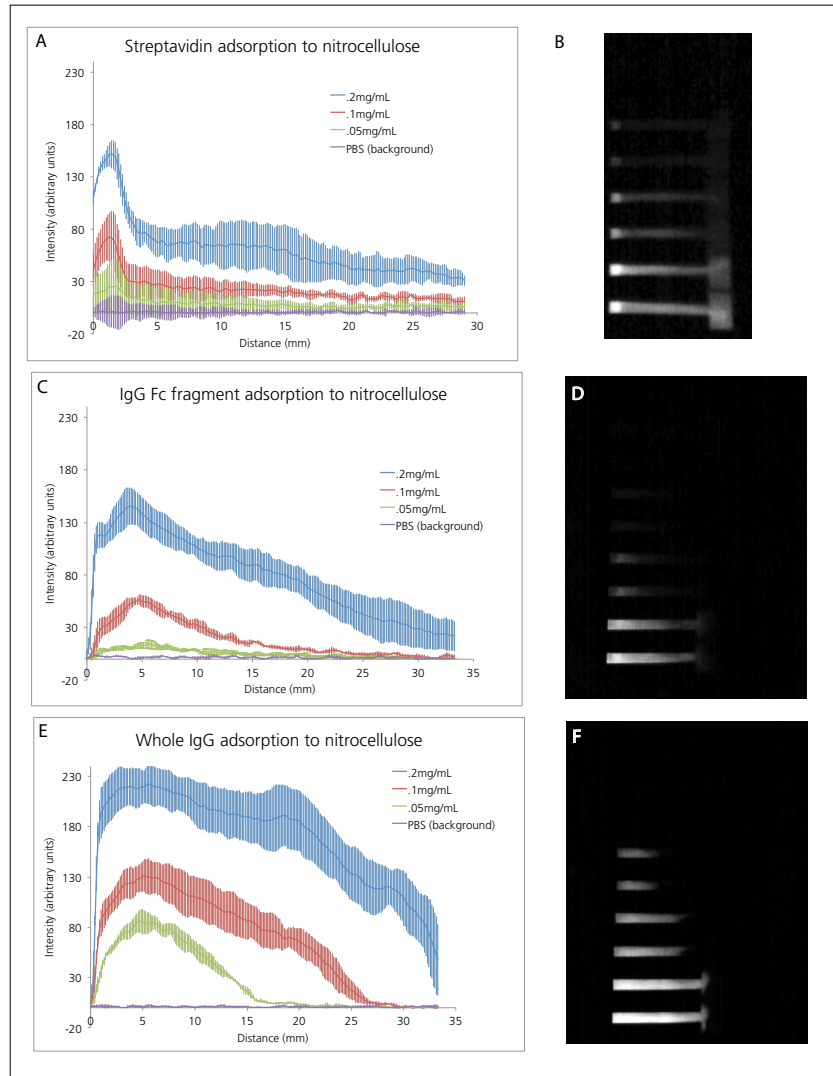 A
Streptavidin adsorption to nitrocellulose
B
230
180
130
80
30
-20
Intensity (arbitrary units)
.2mg/mL
.1mg/mL
.05mg/mL
PBS (background)
0 5 10 15 20 25 30
Distance (mm)
C
IgG Fc fragment adsorption to nitrocellulose
D
230
180
130
80
30
-20
Intensity (arbitrary units)
.2mg/mL
.1mg/mL
.05mg/mL
PBS (background)
0 5 10 15 20 25 30 35
Distance (mm)
E
Whole IgG adsorption to nitrocellulose
F
230
180
130
80
30
-20
Intensity (arbitrary units)
.2mg/mL
.1mg/mL
.05mg/mL
PBS (background)
0 5 10 15 20 25 30 35
Distance (mm)